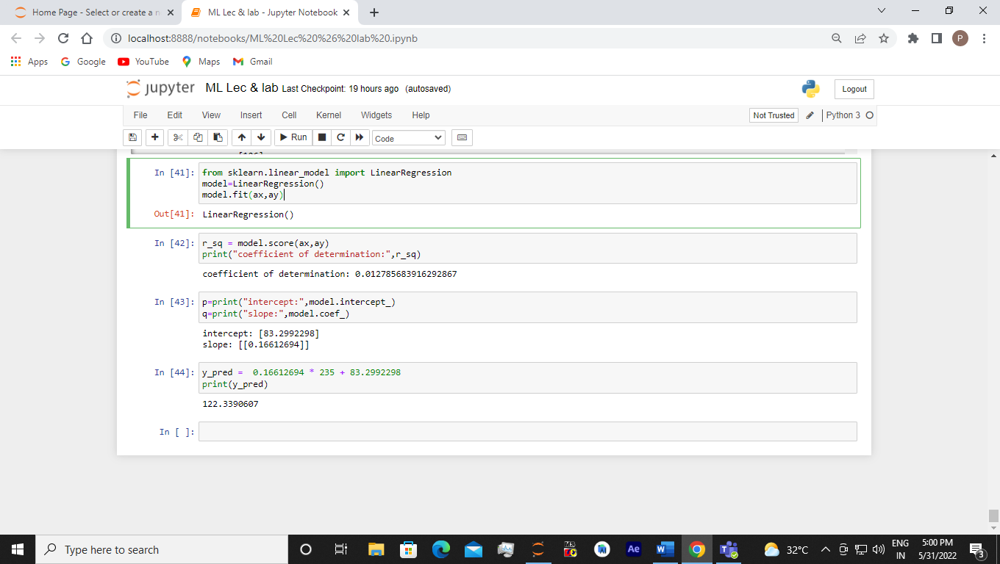 Home Page - Select or create a n
ML Lec & lab - Jupyter Notebook
localhost:8888/notebooks/ML%20Lec%20%26%20lab%20.ipynb
P
Apps
Google
YouTube
Maps
Gmail
jupyter
ML Lec & lab Last Checkpoint: 19 hours ago (autosaved)
Logout
File Edit View Insert Cell Kernel Widgets Help
Not Trusted
Python 3
Run
Code
In [41]: from sklearn.linear_model import LinearRegression
model=LinearRegression()
model.fit(ax,ay)
Out[41]: LinearRegression()
In [42]: r_sq = model.score(ax,ay)
print("coefficient of determination:",r_sq)
coefficient of determination: 0.012785683916292867
In [43]: p=print("intercept:",model.intercept_)
q=print("slope:",model.coef_)
intercept: [83.2992298]
slope: [[0.16612694]]
In [44]: y_pred =  0.16612694 * 235 + 83.2992298
print(y_pred)
122.3390607
In [ ]:
Type here to search
Ae
32°C
ENG
IN
5:00 PM
5/31/2022
3